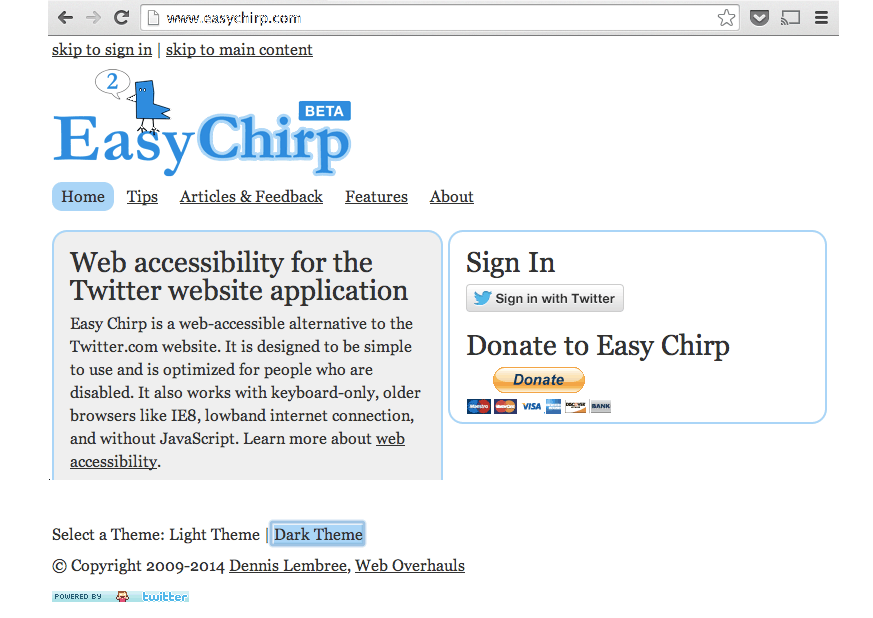 www.easychirp.com
skip to sign in | skip to main content
2
EasyChirp BETA
Home Tips Articles & Feedback Features About
Web accessibility for the
Twitter website application
Easy Chirp is a web-accessible alternative to the
Twitter.com website. It is designed to be simple
to use and is optimized for people who are
disabled. It also works with keyboard-only, older
browsers like IE8, lowband internet connection,
and without JavaScript. Learn more about web
accessibility.
Sign In
Sign in with Twitter
Donate to Easy Chirp
Donate
VISA DISCOVER BANK
Select a Theme: Light Theme | Dark Theme
© Copyright 2009-2014 Dennis Lembree, Web Overhauls
POWERED BY twitter